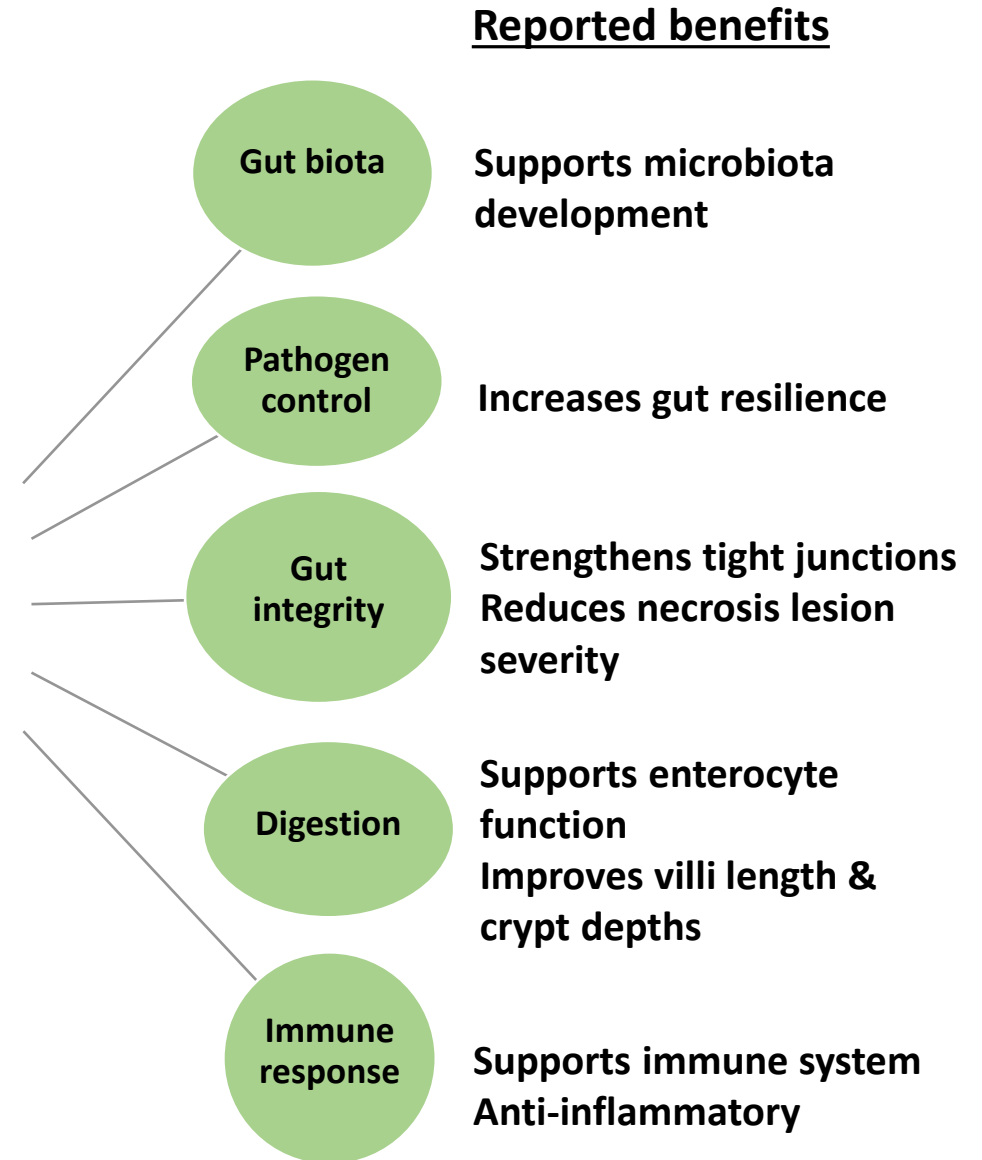 Reported benefits
Gut biota
Supports microbiota
development
Pathogen
control
Increases gut resilience
Gut
integrity
Strengthens tight junctions
Reduces necrosis lesion
severity
Digestion
Supports enterocyte
function
Improves villi length &
crypt depths
Immune
response
Supports immune system
Anti-inflammatory